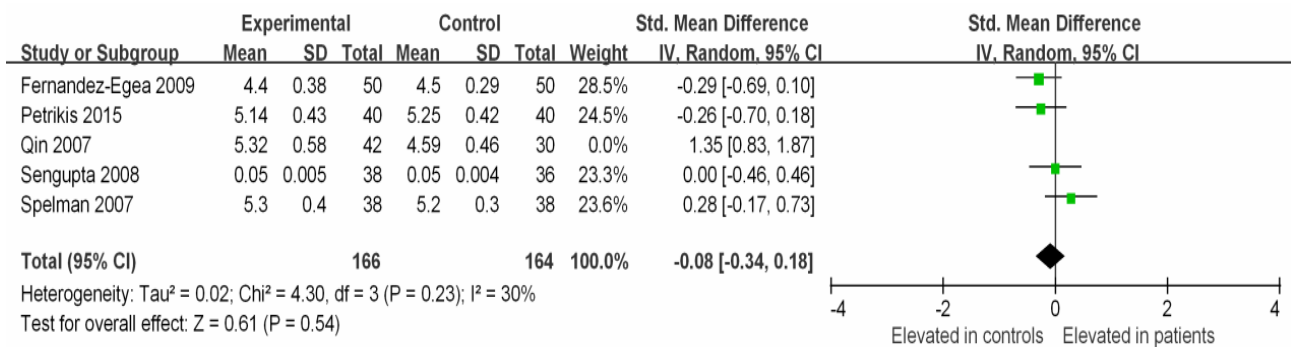 Experimental Control Std. Mean Difference Std. Mean Difference
Study or Subgroup Mean SD Total Mean SD Total Weight IV, Random, 95% CI IV, Random, 95% CI
Fernandez-Egea 2009 4.4 0.38 50 4.5 0.29 50 28.5% -0.29 [-0.69, 0.10]
Petrikis 2015 5.14 0.43 40 5.25 0.42 40 24.5% -0.26 [-0.70, 0.18]
Qin 2007 5.32 0.58 42 4.59 0.46 30 0.0% 1.35 [0.83, 1.87]
Sengupta 2008 0.05 0.005 38 0.05 0.004 36 23.3% 0.00 [-0.46, 0.46]
Spelman 2007 5.3 0.4 38 5.2 0.3 38 23.6% 0.28 [-0.17, 0.73]
Total (95% CI) 166 164 100.0% -0.08 [-0.34, 0.18]
Heterogeneity: Tau² = 0.02; Chi² = 4.30, df = 3 (P = 0.23); I² = 30%
Test for overall effect: Z = 0.61 (P = 0.54)
-4 -2 0 2 4
Elevated in controls Elevated in patients